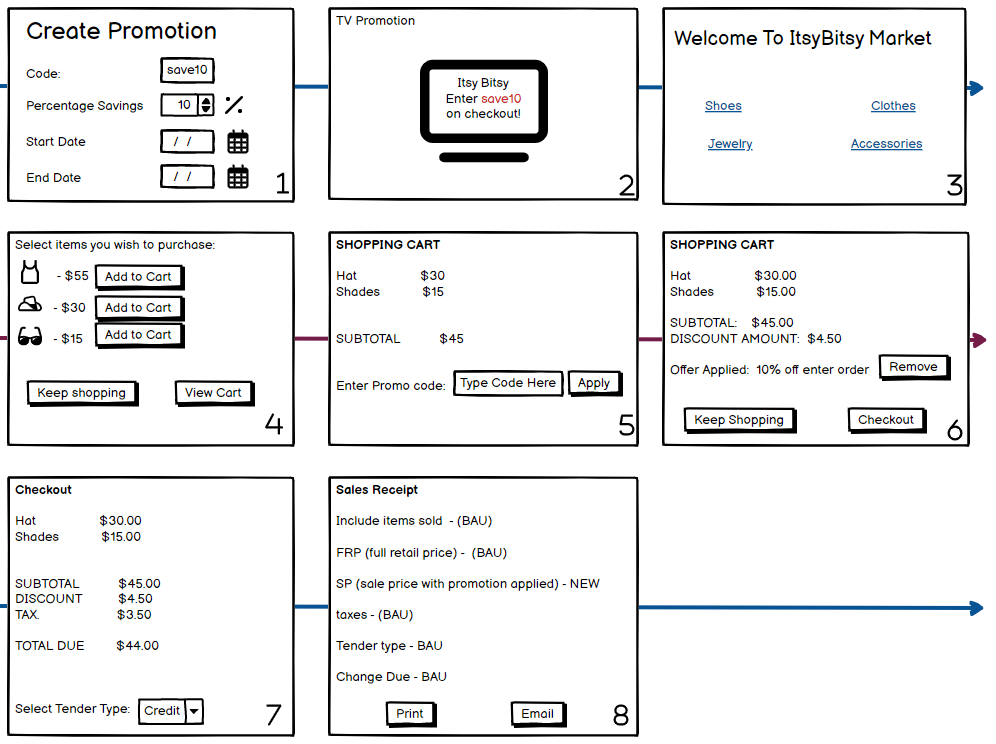 Create Promotion
Code: save10
Percentage Savings 10 %
Start Date / /
End Date / /
1
TV Promotion
Itsy Bitsy
Enter save10
on checkout!
2
Welcome To ItsyBitsy Market
Shoes Clothes
Jewelry Accessories
3
Select items you wish to purchase:
- $55 Add to Cart
- $30 Add to Cart
- $15 Add to Cart
Keep shopping View Cart
4
SHOPPING CART
Hat $30
Shades $15
SUBTOTAL $45
Enter Promo code: Type Code Here Apply
5
SHOPPING CART
Hat $30.00
Shades $15.00
SUBTOTAL: $45.00
DISCOUNT AMOUNT: $4.50
Offer Applied: 10% off enter order Remove
Keep Shopping Checkout
6
Checkout
Hat $30.00
Shades $15.00
SUBTOTAL $45.00
DISCOUNT $4.50
TAX. $3.50
TOTAL DUE $44.00
Select Tender Type: Credit
7
Sales Receipt
Include items sold - (BAU)
FRP (full retail price) - (BAU)
SP (sale price with promotion applied) - NEW
taxes - (BAU)
Tender type - BAU
Change Due - BAU
Print Email
8